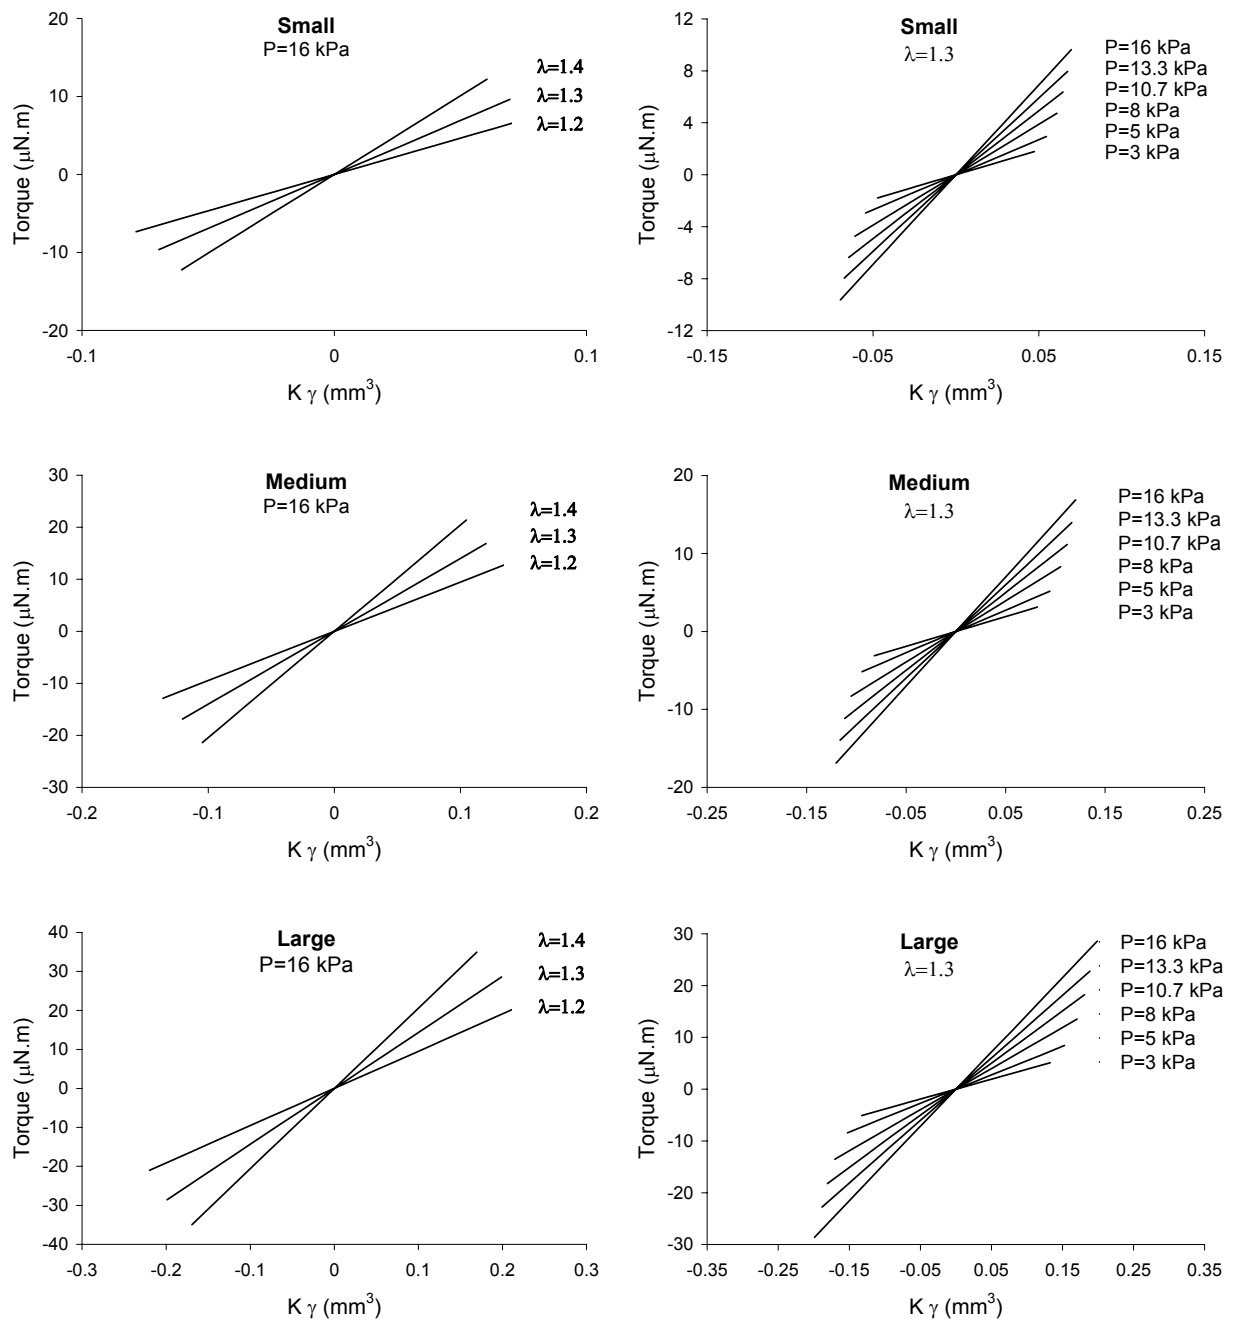 Small
P=16 kPa
λ=1.4
λ=1.3
λ=1.2
20
10
0
-10
-20
-0.1
0
0.1
Torque (μN.m)
K γ (mm³)
Small
λ=1.3
P=16 kPa
P=13.3 kPa
P=10.7 kPa
P=8 kPa
P=5 kPa
P=3 kPa
12
8
4
0
-4
-8
-12
-0.15
-0.05
0.05
0.15
Torque (μN.m)
K γ (mm³)
Medium
P=16 kPa
λ=1.4
λ=1.3
λ=1.2
30
20
10
0
-10
-20
-30
-0.2
-0.1
0
0.1
0.2
Torque (μN.m)
K γ (mm³)
Medium
λ=1.3
P=16 kPa
P=13.3 kPa
P=10.7 kPa
P=8 kPa
P=5 kPa
P=3 kPa
20
10
0
-10
-20
-0.25
-0.15
-0.05
0.05
0.15
0.25
Torque (μN.m)
K γ (mm³)
Large
P=16 kPa
λ=1.4
λ=1.3
λ=1.2
40
30
20
10
0
-10
-20
-30
-40
-0.3
-0.2
-0.1
0
0.1
0.2
0.3
Torque (μN.m)
K γ (mm³)
Large
λ=1.3
P=16 kPa
P=13.3 kPa
P=10.7 kPa
P=8 kPa
P=5 kPa
P=3 kPa
30
20
10
0
-10
-20
-30
-0.35
-0.25
-0.15
-0.05
0.05
0.15
0.25
0.35
Torque (μN.m)
K γ (mm³)